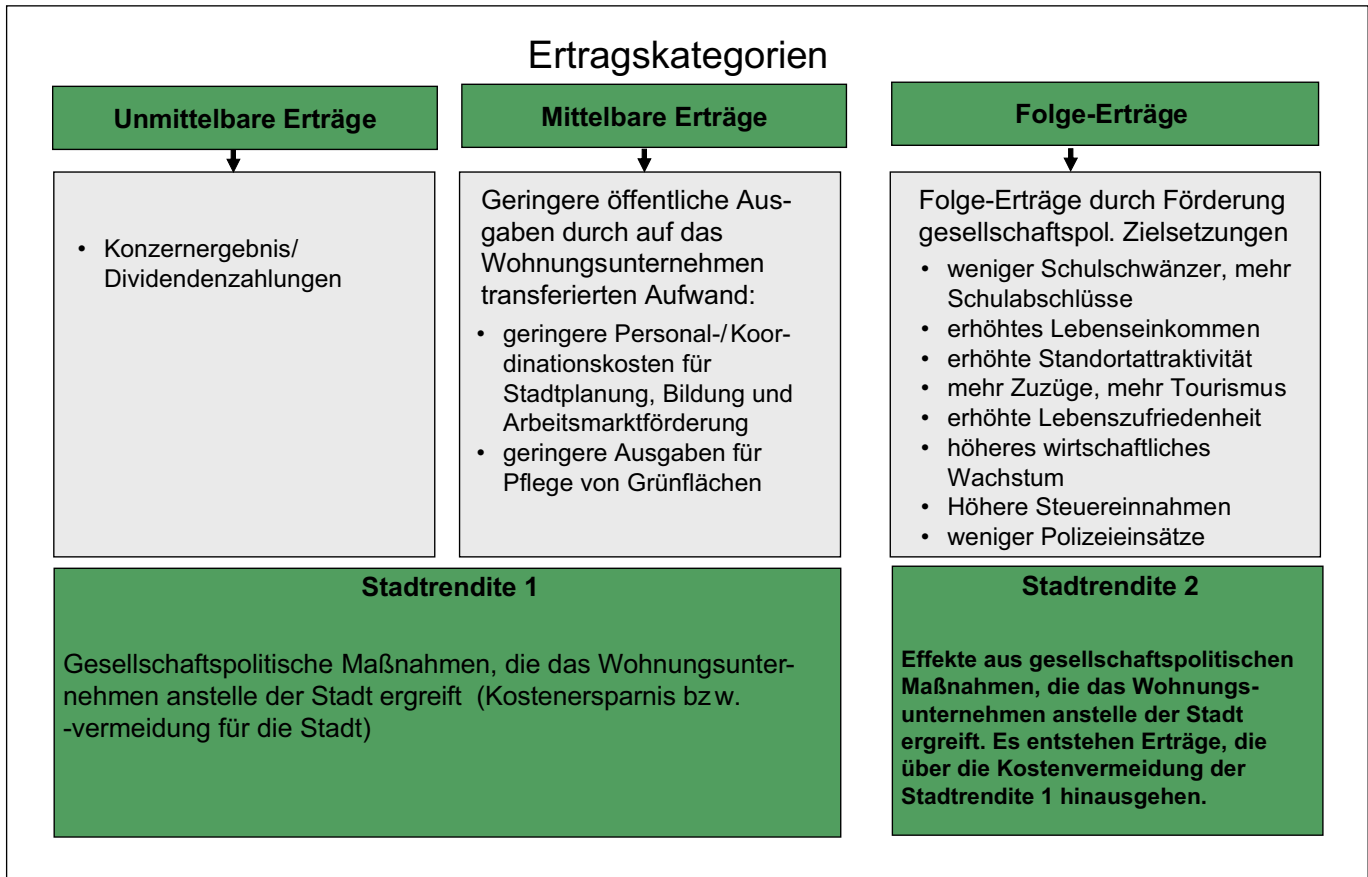 Ertragskategorien
Unmittelbare Erträge
• Konzernergebnis/
Dividendenzahlungen
Mittelbare Erträge
Geringere öffentliche Aus-
gaben durch auf das
Wohnungsunternehmen
transferierten Aufwand:
• geringere Personal-/Koor-
dinationskosten für
Stadtplanung, Bildung und
Arbeitsmarktförderung
• geringere Ausgaben für
Pflege von Grünflächen
Folge-Erträge
Folge-Erträge durch Förderung
gesellschaftspol. Zielsetzungen
• weniger Schulschwänzer, mehr
Schulabschlüsse
• erhöhtes Lebenseinkommen
• erhöhte Standortattraktivität
• mehr Zuzüge, mehr Tourismus
• erhöhte Lebenszufriedenheit
• höheres wirtschaftliches
Wachstum
• Höhere Steuereinnahmen
• weniger Polizeieinsätze
Stadtrendite 1
Gesellschaftspolitische Maßnahmen, die das Wohnungsunter-
nehmen anstelle der Stadt ergreift (Kostenersparnis bzw.
-vermeidung für die Stadt)
Stadtrendite 2
Effekte aus gesellschaftspolitischen
Maßnahmen, die das Wohnungs-
unternehmen anstelle der Stadt
ergreift. Es entstehen Erträge, die
über die Kostenvermeidung der
Stadtrendite 1 hinausgehen.